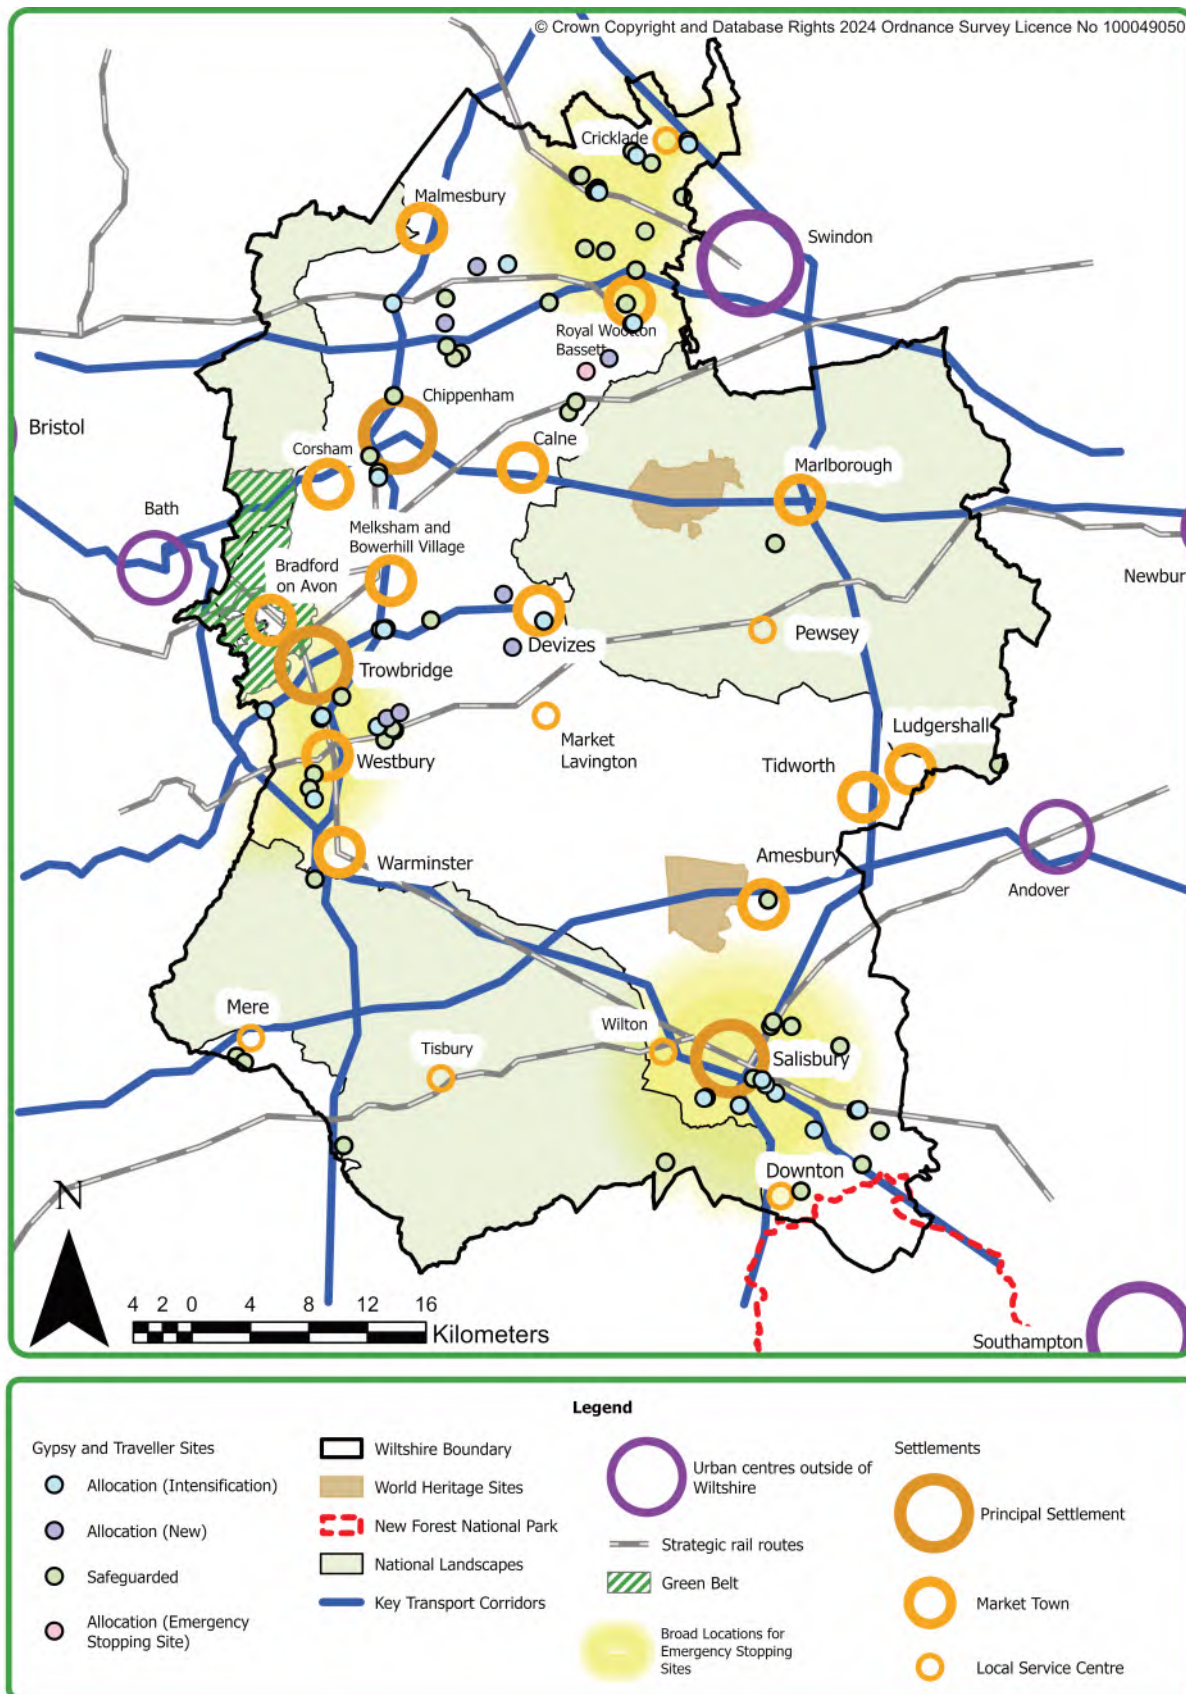 © Crown Copyright and Database Rights 2024 Ordnance Survey Licence No 100049050
Cricklade
Malmesbury
Swindon
Royal Wootton
Bassett
Chippenham
Bristol
Corsham
Calne
Marlborough
Bath
Melksham and
Bowerhill Village
Bradford
on Avon
Newbur
Pewsey
Devizes
Trowbridge
Market
Lavington
Ludgershall
Westbury
Tidworth
Warminster
Amesbury
Andover
Mere
Wilton
Tisbury
Salisbury
Downton
N
4 2 0 4 8 12 16
Kilometers
Southampton
Legend
Gypsy and Traveller Sites
Allocation (Intensification)
Allocation (New)
Safeguarded
Allocation (Emergency
Stopping Site)
Wiltshire Boundary
World Heritage Sites
New Forest National Park
National Landscapes
Key Transport Corridors
Urban centres outside of
Wiltshire
Strategic rail routes
Green Belt
Broad Locations for
Emergency Stopping
Sites
Settlements
Principal Settlement
Market Town
Local Service Centre